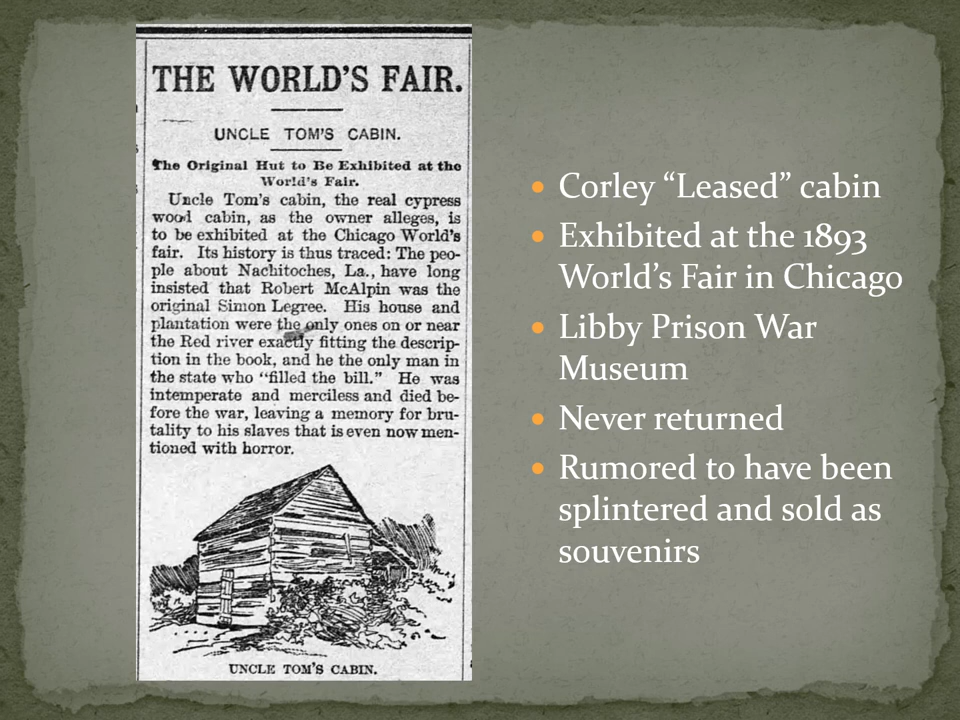 THE WORLD'S FAIR.
UNCLE TOM'S CABIN.
The Original Hut to Be Exhibited at the
World's Fair.
Uncle Tom's cabin, the real cypress
wood cabin, as the owner alleges, is
to be exhibited at the Chicago World's
fair. Its history is thus traced: The peo-
ple about Nachitoches, La., have long
insisted that Robert McAlpin was the
original Simon Legree. His house and
plantation were the only ones on or near
the Red river exactly fitting the descrip-
tion in the book, and he the only man in
the state who "filled the bill." He was
intemperate and merciless and died be-
fore the war, leaving a memory for bru-
tality to his slaves that is even now men-
tioned with horror.
UNCLE TOM'S CABIN.
• Corley “Leased” cabin
• Exhibited at the 1893
World’s Fair in Chicago
• Libby Prison War
Museum
• Never returned
• Rumored to have been
splintered and sold as
souvenirs